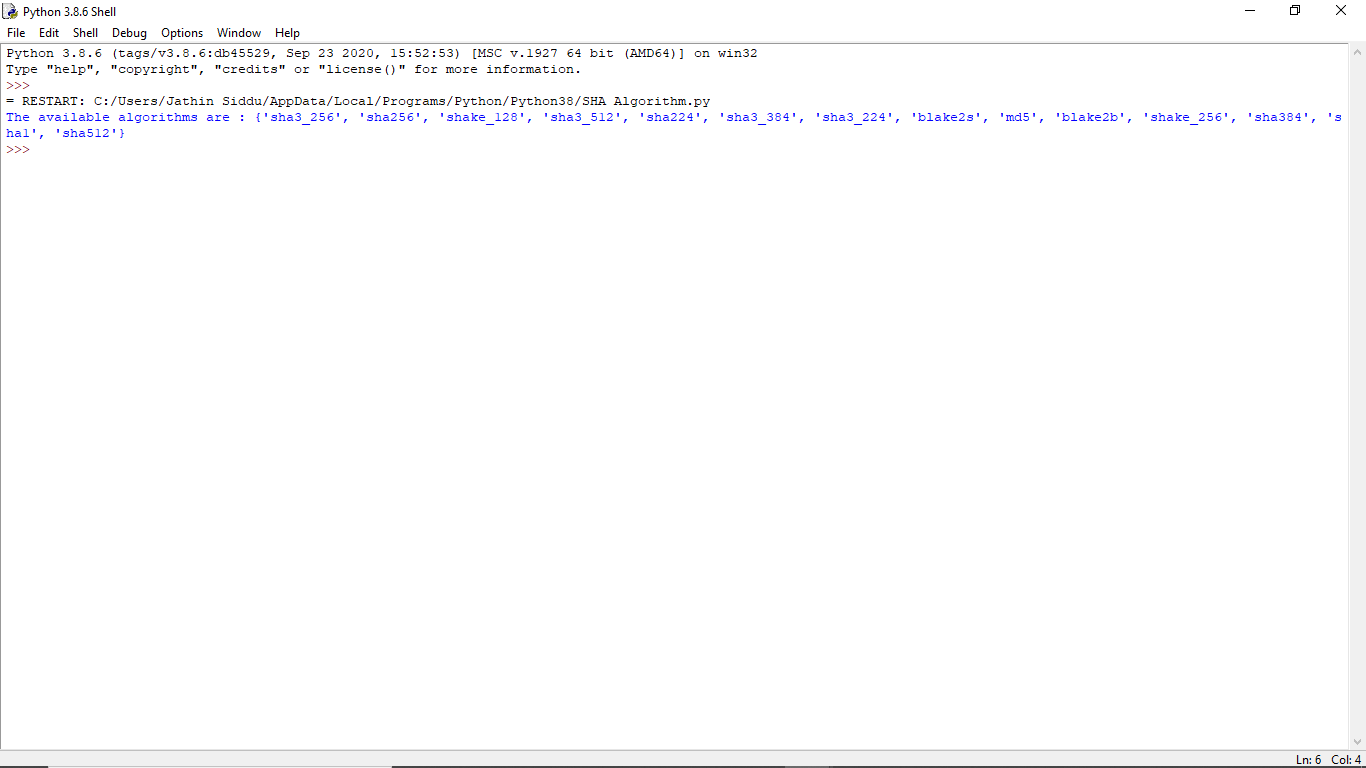 Python 3.8.6 Shell
File Edit Shell Debug Options Window Help
Python 3.8.6 (tags/v3.8.6:db45529, Sep 23 2020, 15:52:53) [MSC v.1927 64 bit (AMD64)] on win32
Type "help", "copyright", "credits" or "license()" for more information.
>>>
= RESTART: C:/Users/Jathin Siddu/AppData/Local/Programs/Python/Python38/SHA Algorithm.py
The available algorithms are : {'sha3_256', 'sha256', 'shake_128', 'sha3_512', 'sha224', 'sha3_384', 'sha3_224', 'blake2s', 'md5', 'blake2b', 'shake_256', 'sha384', 's
ha1', 'sha512'}
>>>
Ln: 6 Col: 4